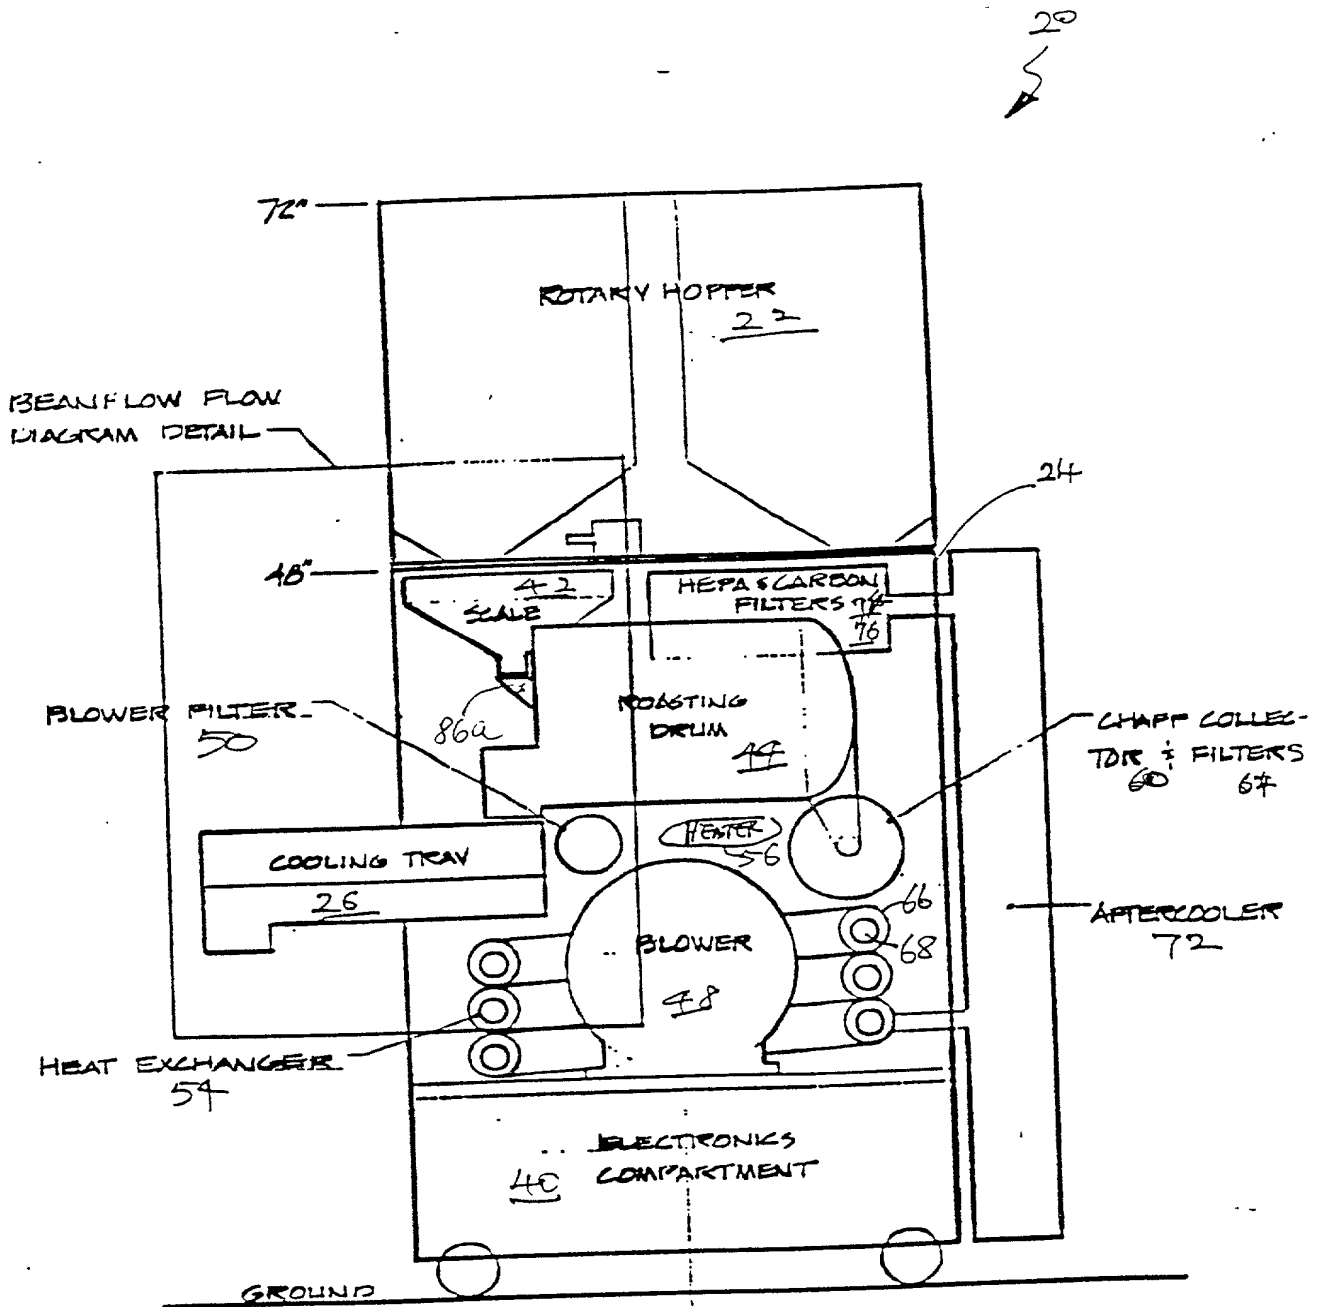 20
72"
ROTARY HOPPER
22
BEANFLOW FLOW
DIAGRAM DETAIL
24
48"
42
SCALE
HEPA & CARBON
FILTERS 74
76
86a
BLOWER FILTER
50
ROASTING
DRUM
44
CHAFF COLLEC-
TOR & FILTERS
60 64
HEATER
56
COOLING TRAY
26
66
68
BLOWER
48
AFTERCOOLER
72
HEAT EXCHANGER
54
ELECTRONICS
COMPARTMENT
40
GROUND